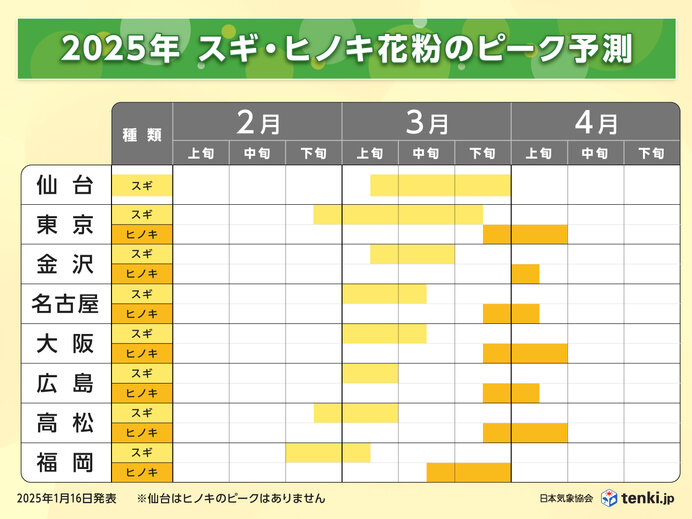 2025年 スギ・ヒノキ花粉のピーク予測
種類 2月 3月 4月
上旬 中旬 下旬 上旬 中旬 下旬 上旬 中旬 下旬
仙台 スギ
東京 スギ
ヒノキ
金沢 スギ
ヒノキ
名古屋 スギ
ヒノキ
大阪 スギ
ヒノキ
広島 スギ
ヒノキ
高松 スギ
ヒノキ
福岡 スギ
ヒノキ
2025年1月16日発表 ※仙台はヒノキのピークはありません 日本気象協会 tenki.jp